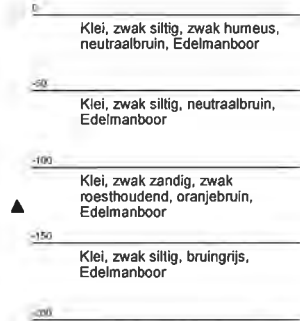 0
Klei, zwak siltig, zwak humeus,
neutraalbruin, Edelmanboor
-50
Klei, zwak siltig, neutraalbruin,
Edelmanboor
-100
Klei, zwak zandig, zwak
roesthoudend, oranjebruin,
Edelmanboor
-150
Klei, zwak siltig, bruingrijs,
Edelmanboor
-200